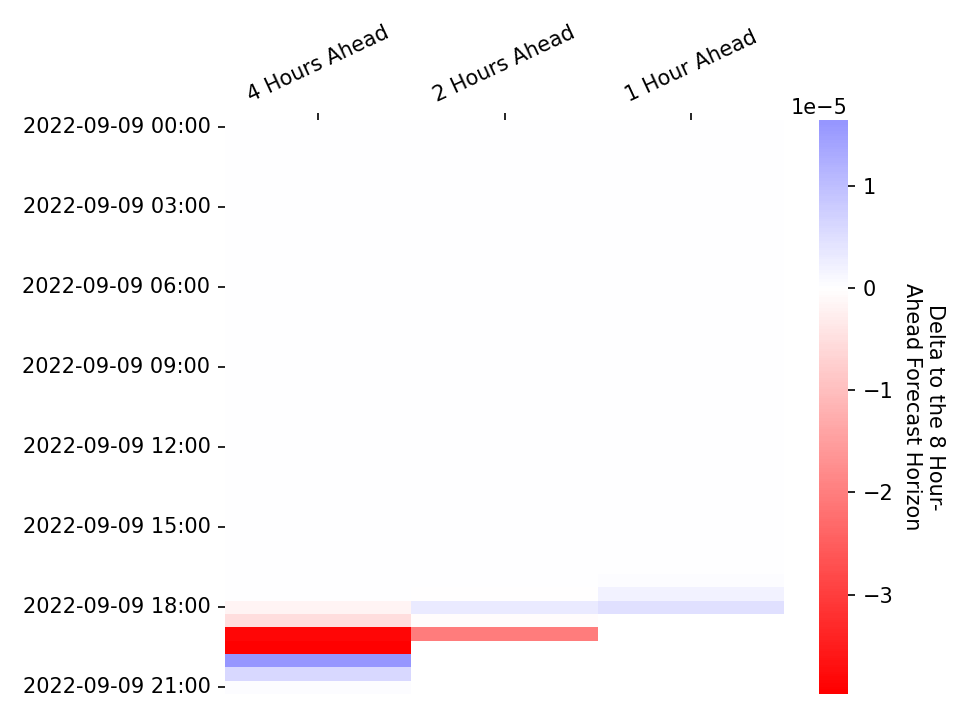 4 Hours Ahead
2 Hours Ahead
1 Hour Ahead
1e−5
2022-09-09 00:00
2022-09-09 03:00
2022-09-09 06:00
2022-09-09 09:00
2022-09-09 12:00
2022-09-09 15:00
2022-09-09 18:00
2022-09-09 21:00
1
0
−1
−2
−3
Delta to the 8 Hour-
Ahead Forecast Horizon